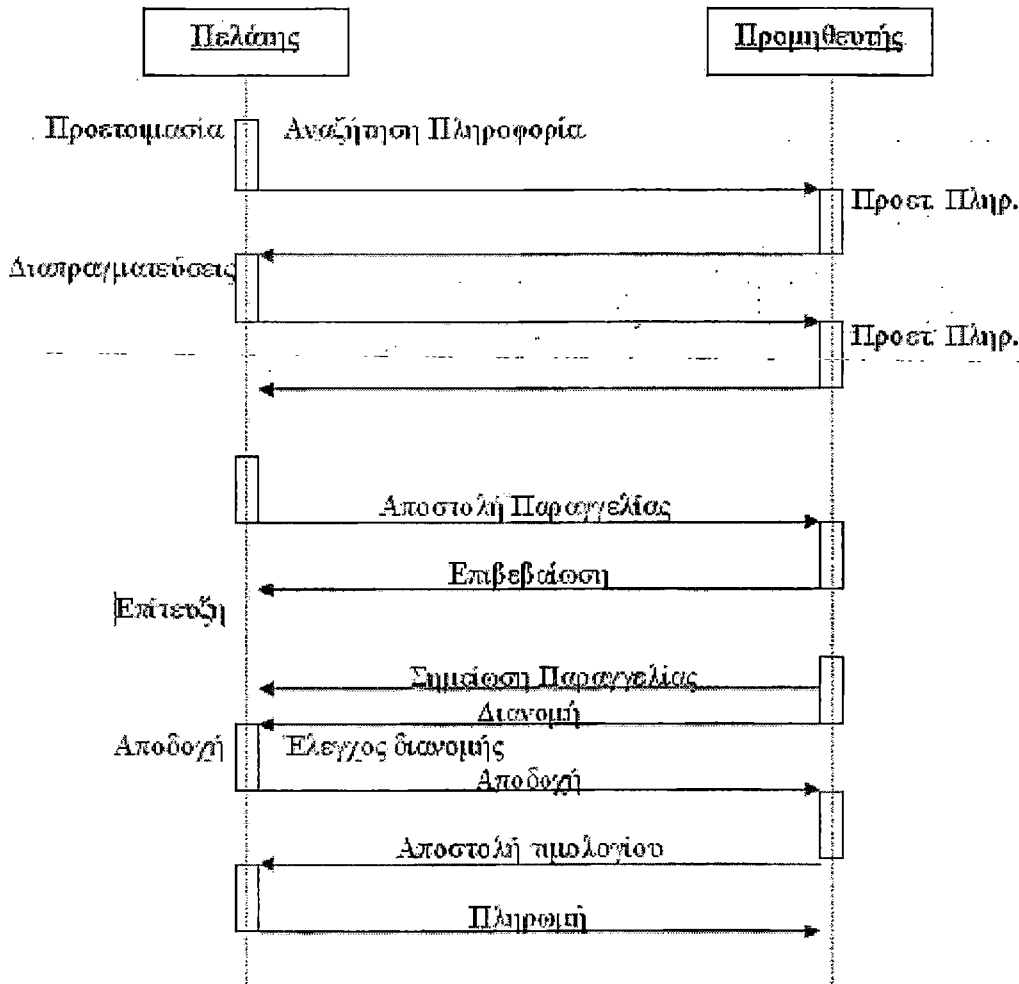 Πελάτης
Προμηθευτής
Προετοιμασία
Αναζήτηση Πληροφορία
Προετ. Πληρ.
Διαπραγματεύσεις
Προετ. Πληρ.
Αποστολή Παραγγελίας
Επιβεβαίωση
Επίτευξη
Σημείωση Παραγγελίας
Διανομή
Αποδοχή
Έλεγχος διανομής
Αποδοχή
Αποστολή τιμολογίου
Πληρωμή